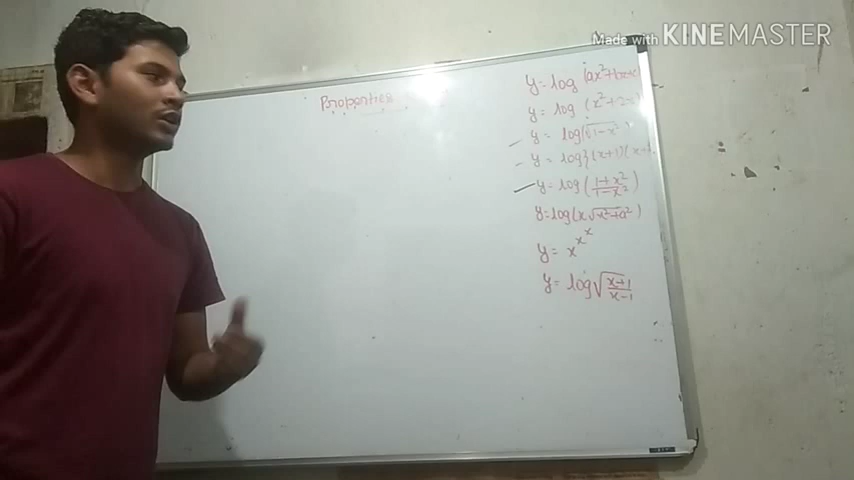 Made with KINEMASTER
Properties
y = log (ax²+bx+c
y = log (x²+2x
y = log(√1-x²
y = log{(x+1)(x+
y = log(1+x²/1-x²)
y = log(x√x²+a²)
y = x^x^x
y = log√x+1/x-1